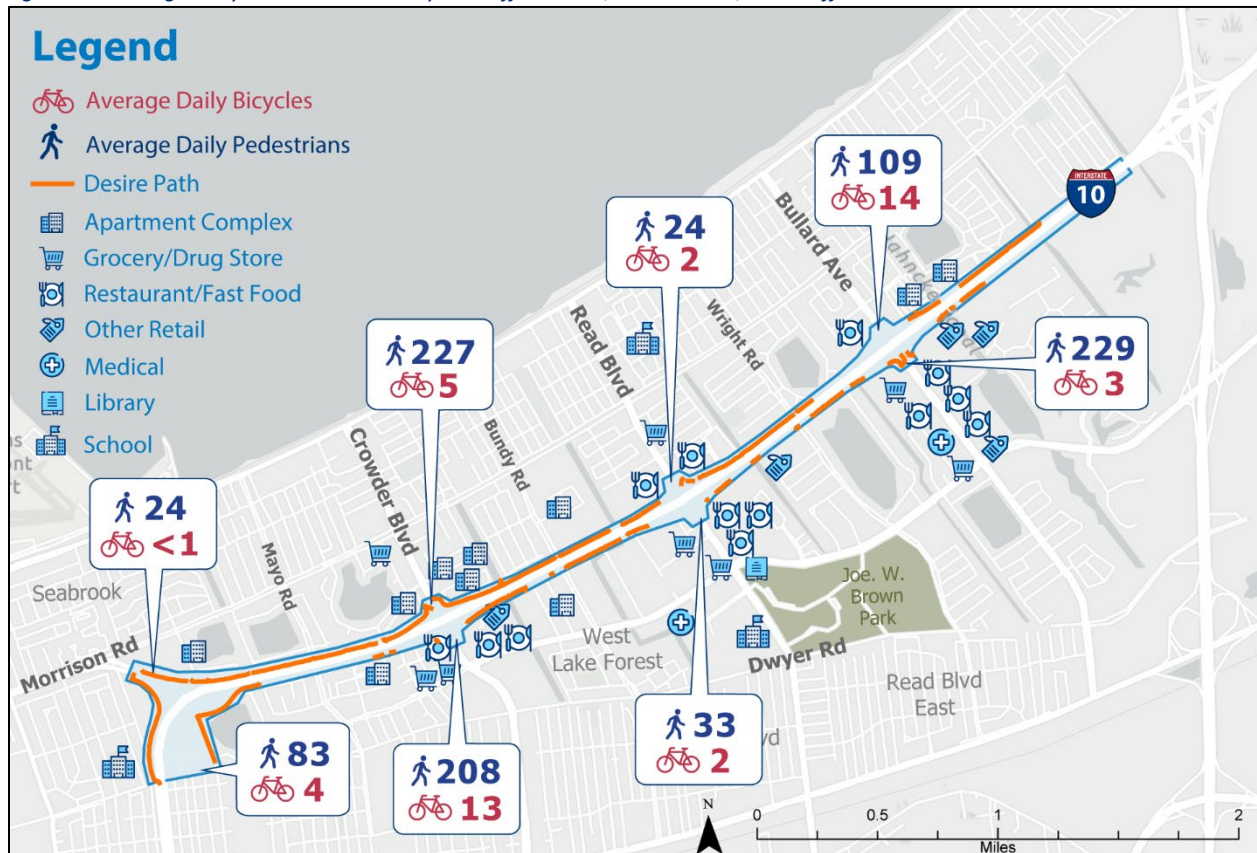 Legend
Average Daily Bicycles
Average Daily Pedestrians
Desire Path
Apartment Complex
Grocery/Drug Store
Restaurant/Fast Food
Other Retail
Medical
Library
School
109
14
INTERSTATE
10
24
2
Bullard Ave
Read Blvd
Wright Rd
227
5
229
3
Crowder Blvd
Bundy Rd
24
<1
Mayo Rd
Seabrook
Morrison Rd
Joe. W.
Brown
Park
West
Lake Forest
Dwyer Rd
Read Blvd
East
83
4
208
13
33
2
N
0
0.5
1
2
Miles